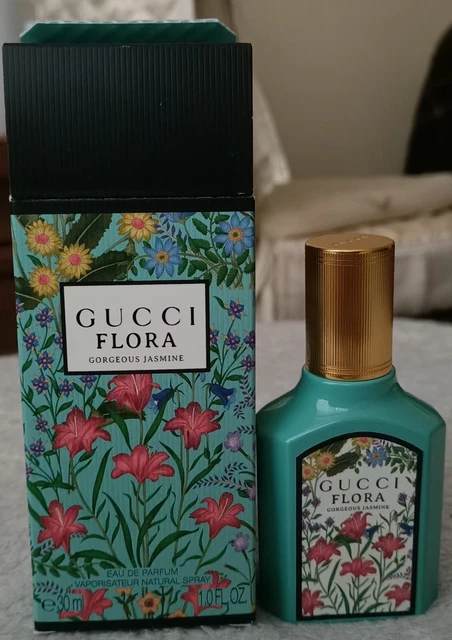 GUCCI
FLORA
GORGEOUS JASMINE
EAU DE PARFUM
VAPORISATEUR NATURAL SPRAY
℮30ml 1.0 FL.OZ
GUCCI
FLORA
GORGEOUS JASMINE